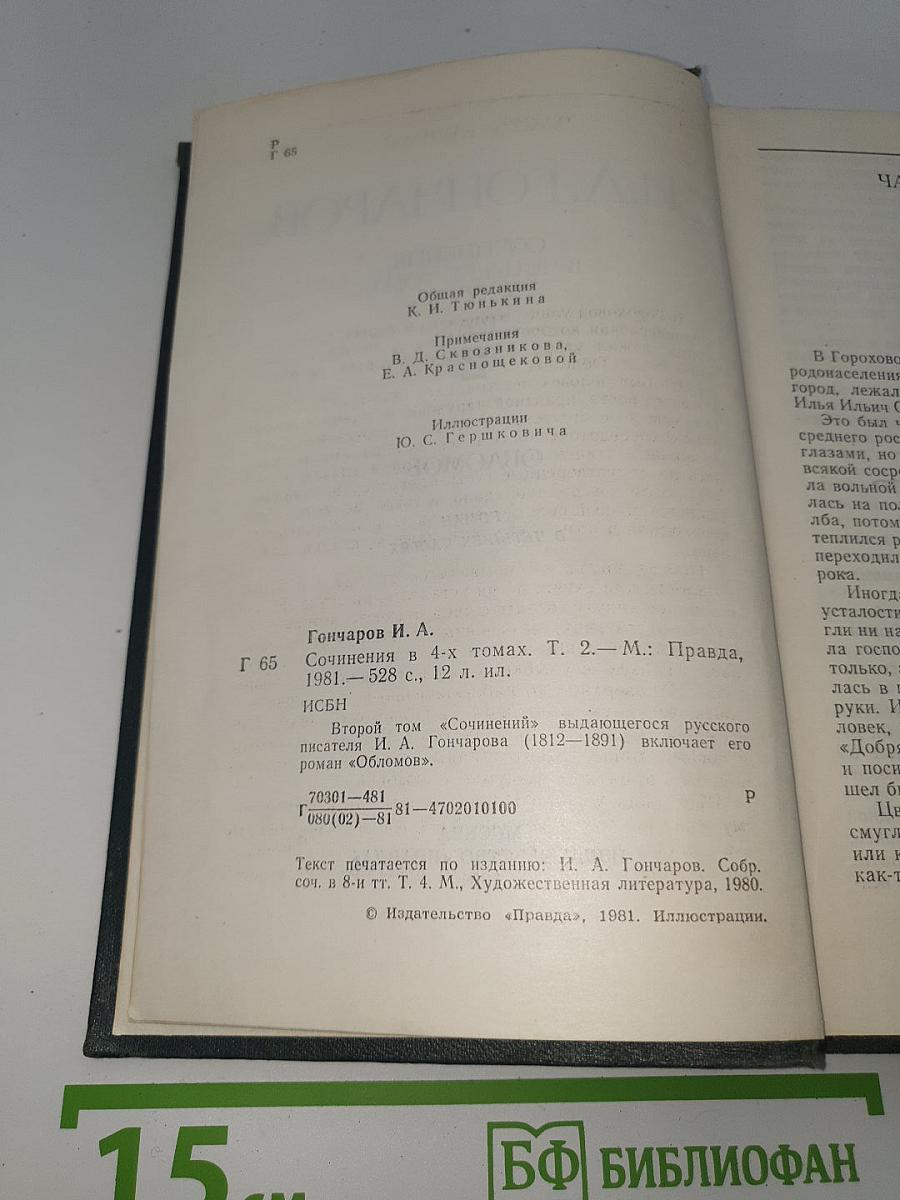 Р
Г 65
Общая редакция
К. И. Тюнькина
Примечания
В. Д. Сквозникова,
Е. А. Краснощековой
Иллюстрации
Ю. С. Гершковича
Гончаров И. А.
Г 65 Сочинения в 4-х томах. Т. 2.— М.: Правда,
1981.— 528 с., 12 л. ил.
ИСБН
Второй том «Сочинений» выдающегося русского
писателя И. А. Гончарова (1812—1891) включает его
роман «Обломов».
Г 70301—481
080(02)—81 81—4702010100 Р
Текст печатается по изданию: И. А. Гончаров. Собр.
соч. в 8-и тт. Т. 4. М., Художественная литература, 1980.
© Издательство «Правда», 1981. Иллюстрации.
ЧА
В Горохово
родонаселения
город, лежал
Илья Ильич О
Это был ч
среднего рос
глазами, но
всякой соср
ла вольной
лась на по
лба, потом
теплился р
переходил
рока.
Иногд
усталости
гли ни на
ла госпо
только,
лась в
руки. И
ловек,
«Добря
и поси
шел б
Цв
смугл
или к
как-т
15 см
БФ БИБЛИОФАН